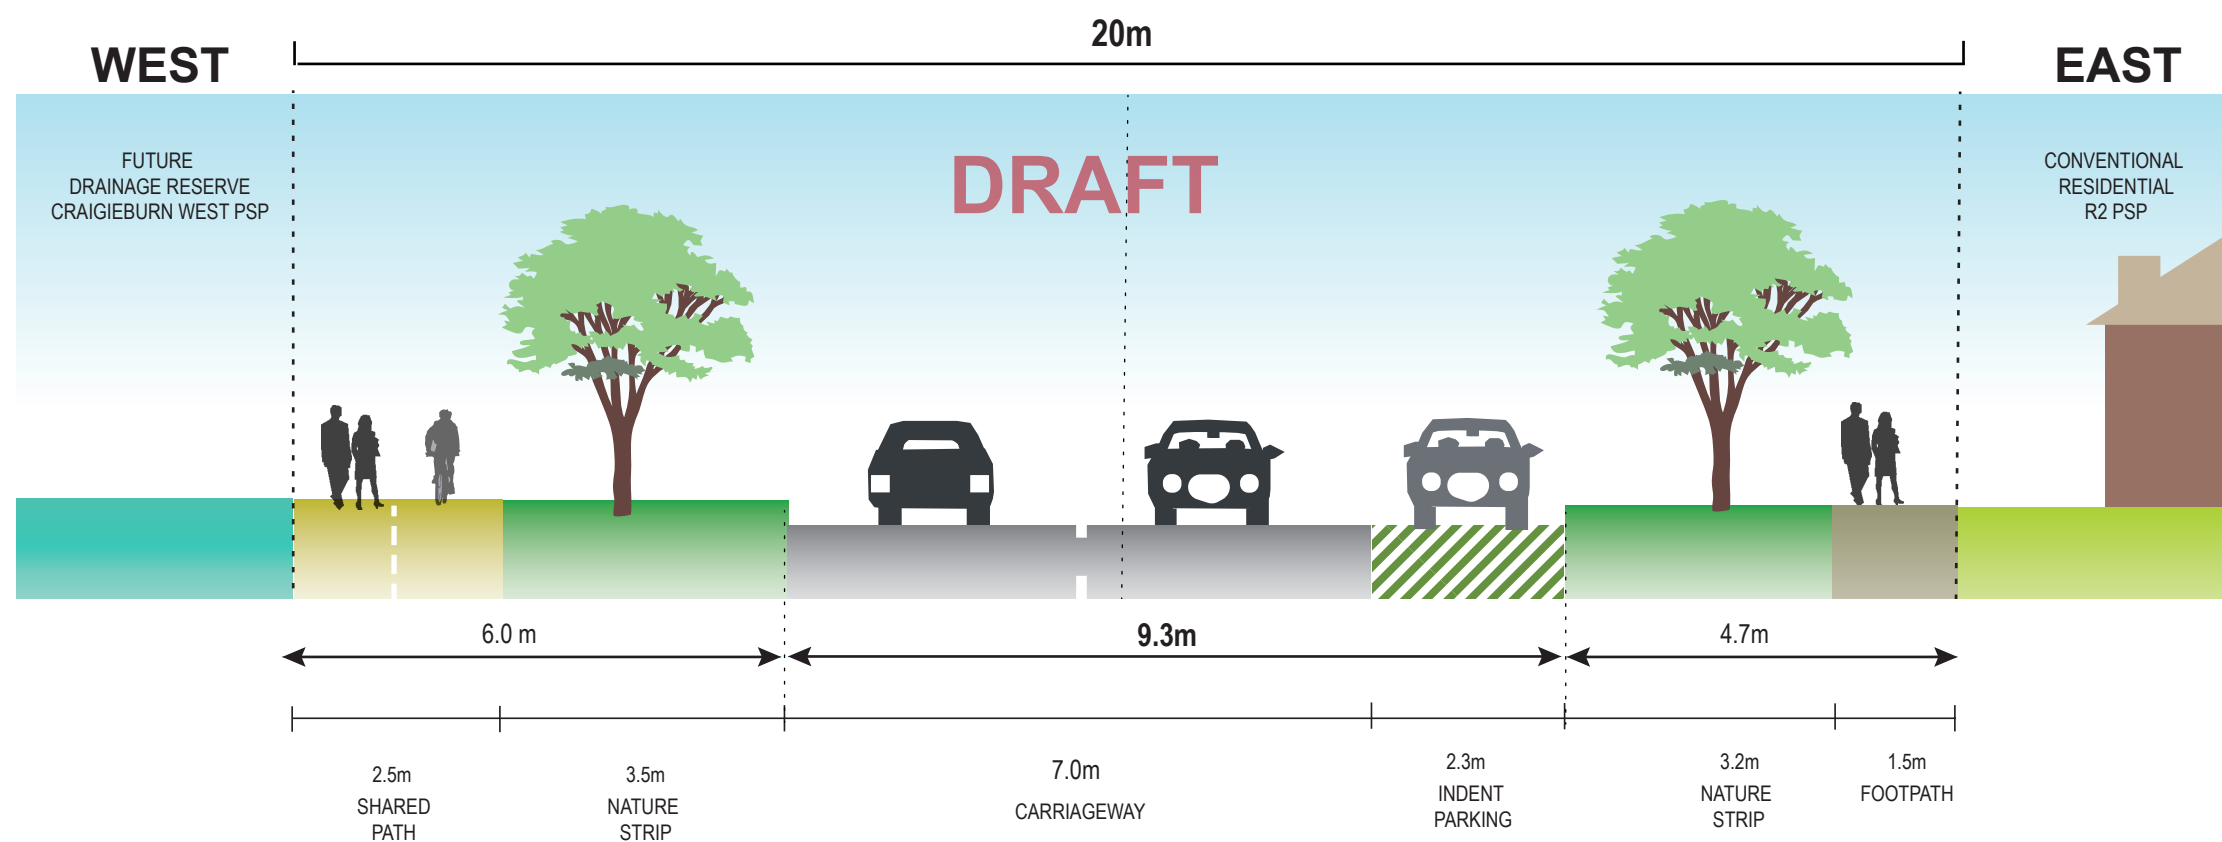 20m
WEST
EAST
FUTURE
DRAINAGE RESERVE
CRAIGIEBURN WEST PSP
DRAFT
CONVENTIONAL
RESIDENTIAL
R2 PSP
6.0 m
9.3m
4.7m
2.5m
SHARED
PATH
3.5m
NATURE
STRIP
7.0m
CARRIAGEWAY
2.3m
INDENT
PARKING
3.2m
NATURE
STRIP
1.5m
FOOTPATH